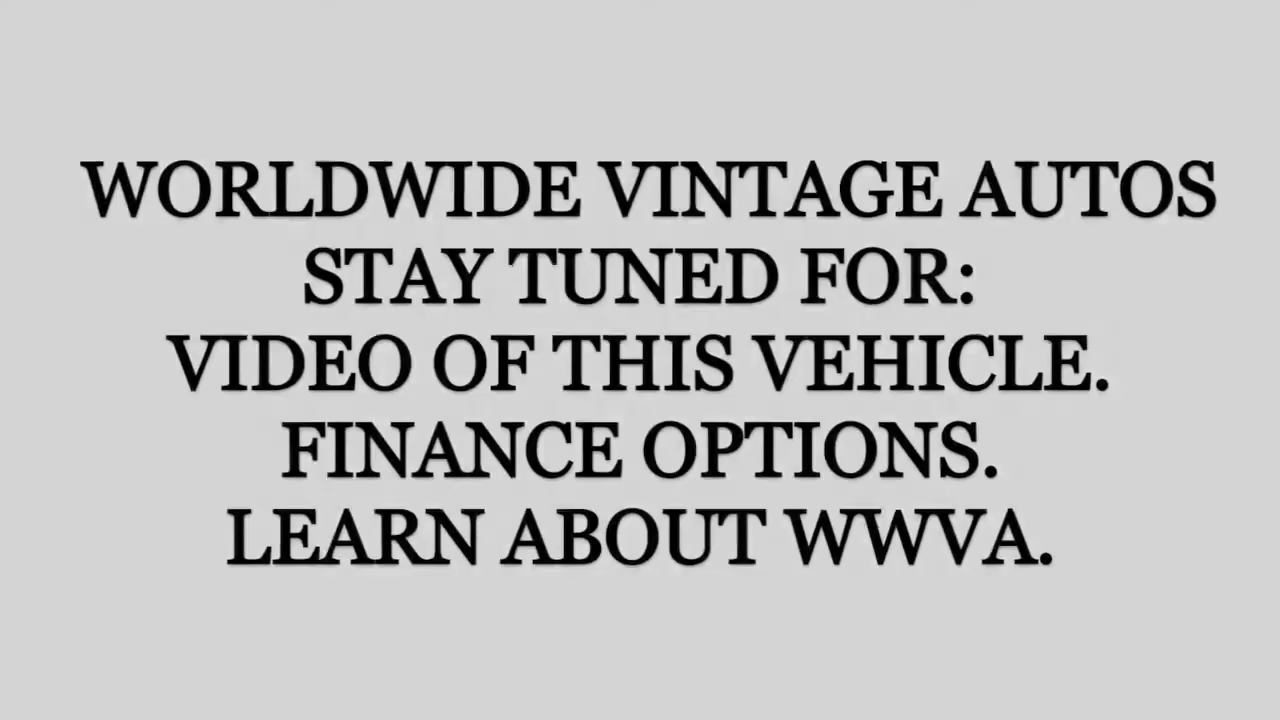 WORLDWIDE VINTAGE AUTOS
STAY TUNED FOR:
VIDEO OF THIS VEHICLE.
FINANCE OPTIONS.
LEARN ABOUT WWVA.